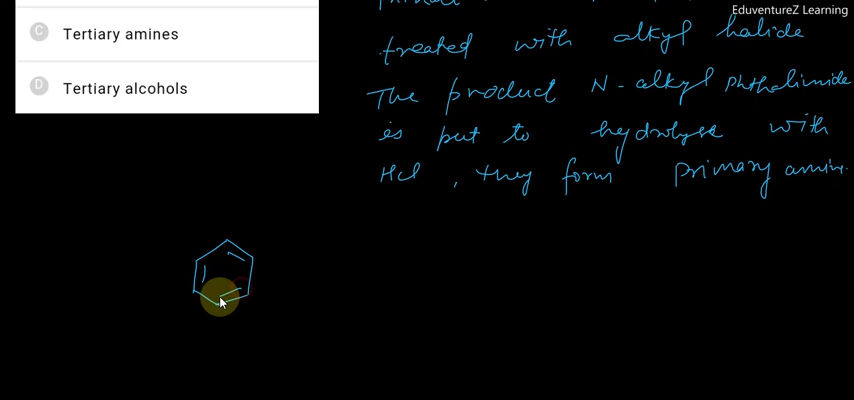 EduventureZ Learning
C Tertiary amines
D Tertiary alcohols
treated with alkyl halide
The product N-alkyl phthalimide
is put to hydrolyse with
Hcl, they form primary amine.